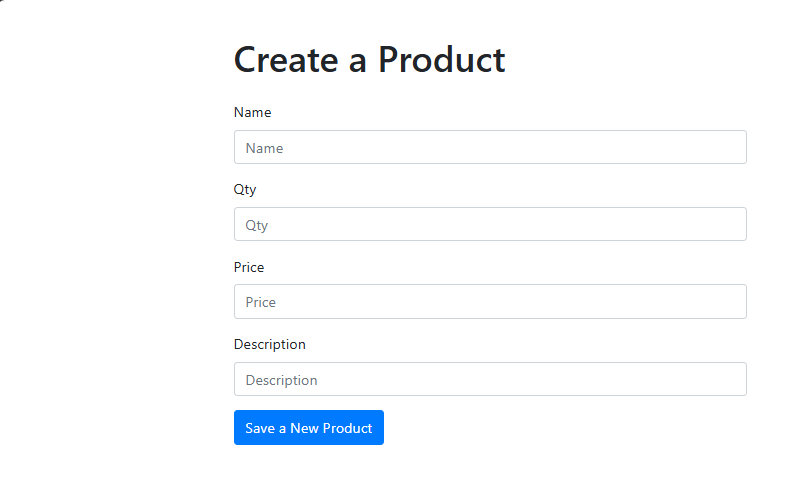 Create a Product
Name
Name
Qty
Qty
Price
Price
Description
Description
Save a New Product